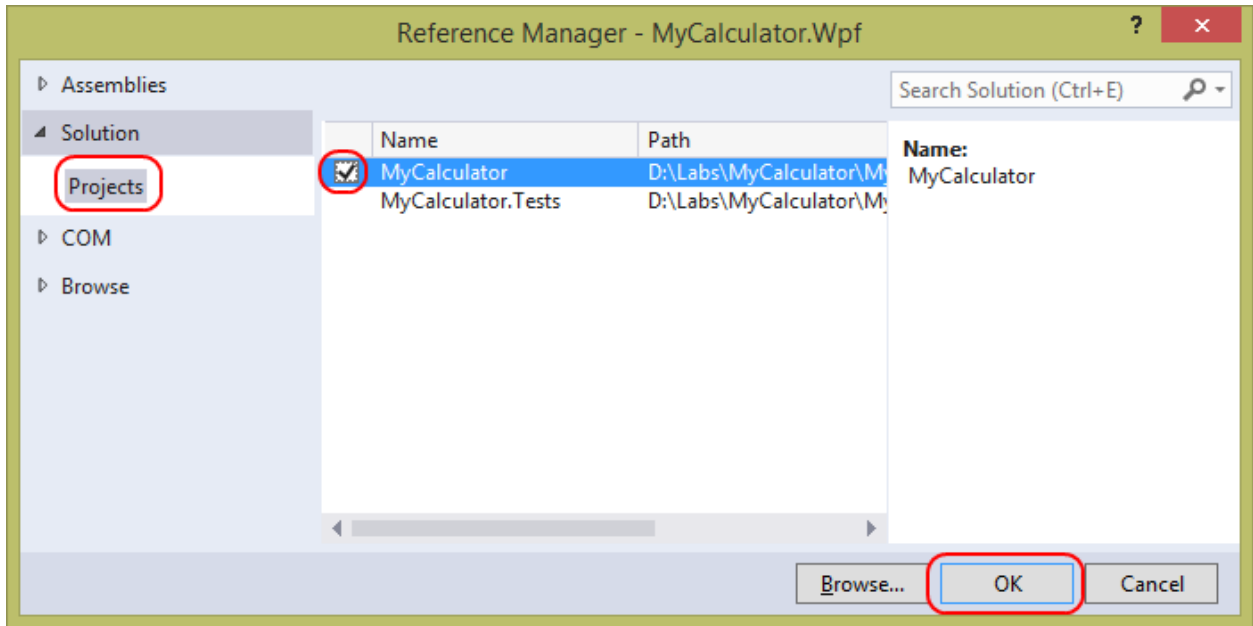 Reference Manager - MyCalculator.Wpf
?
Assemblies
Search Solution (Ctrl+E)
Solution
Projects
COM
Browse
Name Path
MyCalculator D:\Labs\MyCalculator\My
MyCalculator.Tests D:\Labs\MyCalculator\My
Name:
MyCalculator
Browse... OK Cancel